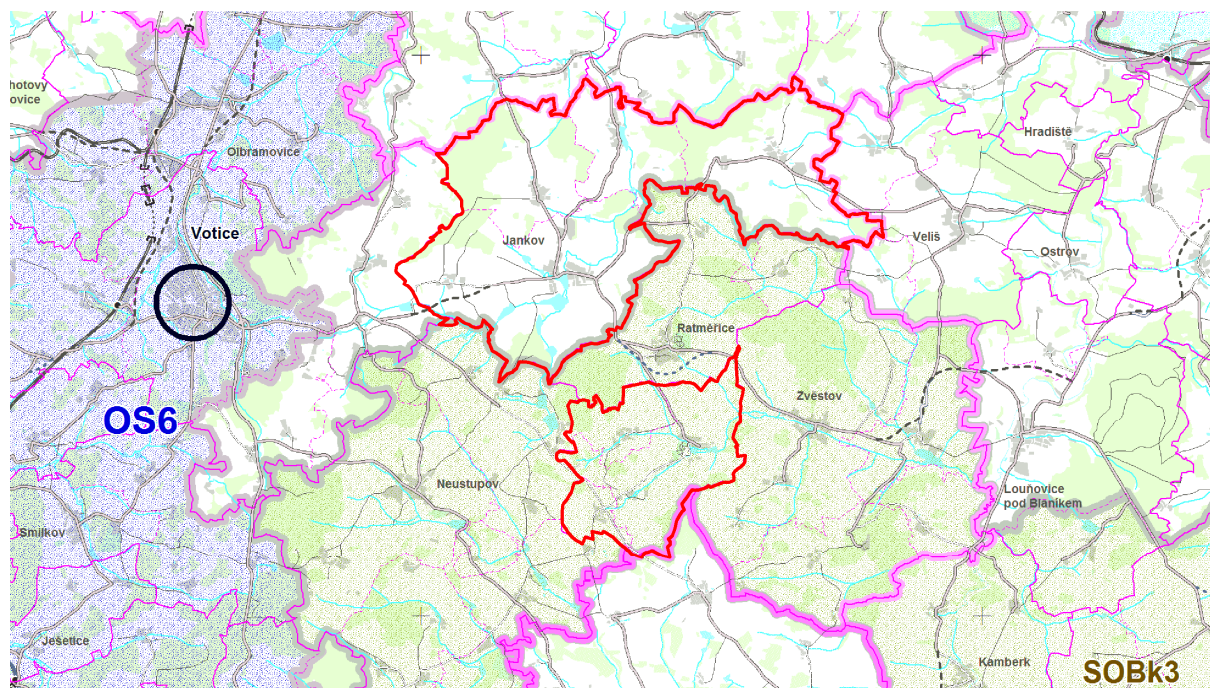 hotovy
ovice
Hradiště
Olbramovice
Votice
Jankov
Veliš
Ostrov
Ratměřice
Zvěstov
OS6
Neustupov
Louňovice
pod Blaníkem
Smilkov
Ješetice
Kamberk
SOBk3